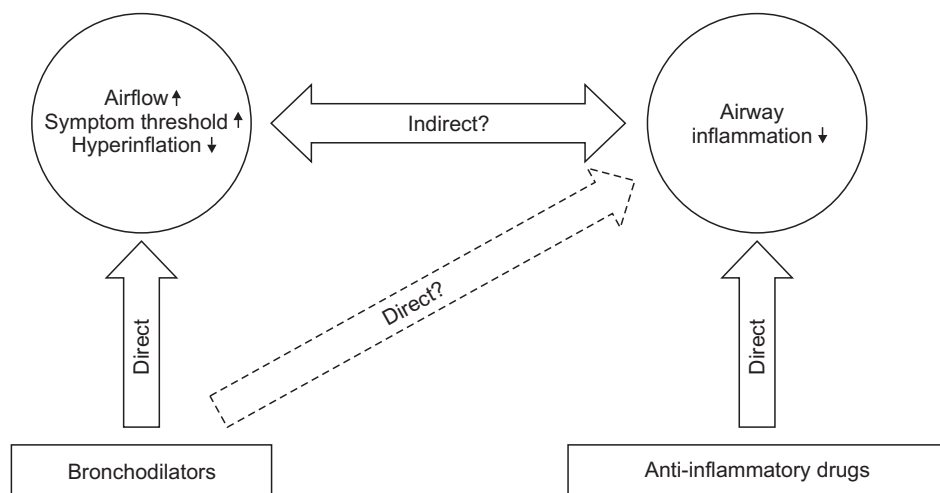 Airflow ↑
Symptom threshold ↑
Hyperinflation ↓
Indirect?
Airway
inflammation ↓
Direct
Direct?
Direct
Bronchodilators
Anti-inflammatory drugs